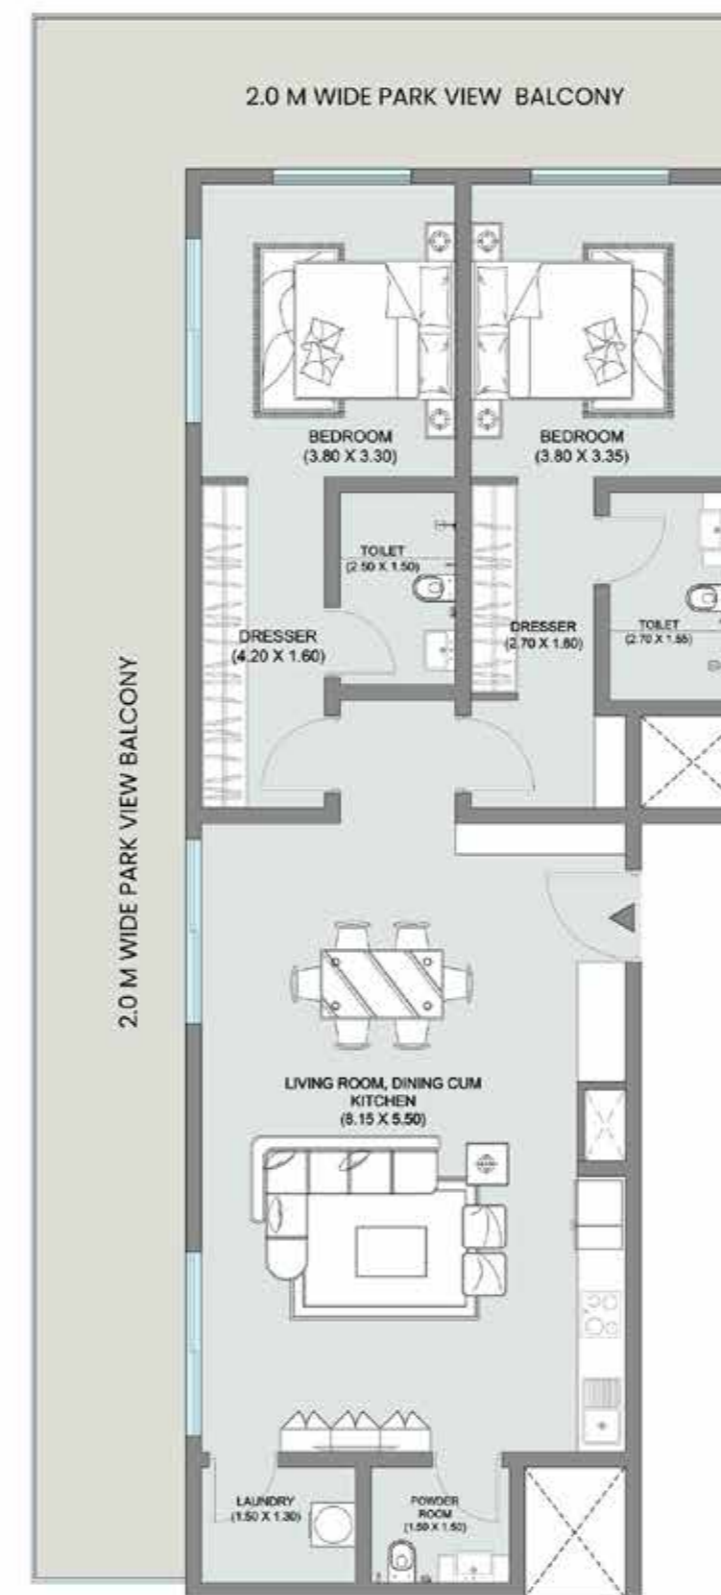 2.0 M WIDE PARK VIEW BALCONY
BEDROOM
(3.80 X 3.30)
BEDROOM
(3.80 X 3.35)
TOILET
(2.50 X 1.50)
DRESSER
(4.20 X 1.60)
DRESSER
(2.70 X 1.60)
TOILET
(2.70 X 1.55)
2.0 M WIDE PARK VIEW BALCONY
LIVING ROOM, DINING CUM
KITCHEN
(8.15 X 5.50)
LAUNDRY
(1.50 X 1.30)
POWDER
ROOM
(1.50 X 1.50)